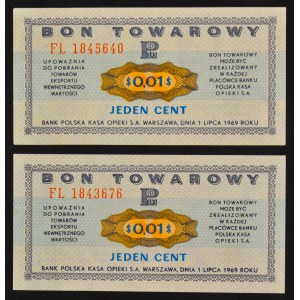 BON TOWAROWY
FL 1845640
P
UPOWAŻNIA
DO POBRANIA
TOWARÓW
EKSPORTU
WEWNĘTRZNEGO
WARTOŚCI
$0,01$
BON TOWAROWY
MOŻE BYĆ
ZREALIZOWANY
W KAŻDEJ
PLACÓWCE BANKU
POLSKA KASA
OPIEKI S.A.
JEDEN CENT
BANK POLSKA KASA OPIEKI S.A. WARSZAWA, DNIA 1 LIPCA 1969 ROKU
BON TOWAROWY
FL 1843676
P
UPOWAŻNIA
DO POBRANIA
TOWARÓW
EKSPORTU
WEWNĘTRZNEGO
WARTOŚCI
$0,01$
BON TOWAROWY
MOŻE BYĆ
ZREALIZOWANY
W KAŻDEJ
PLACÓWCE BANKU
POLSKA KASA
OPIEKI S.A.
JEDEN CENT
BANK POLSKA KASA OPIEKI S.A. WARSZAWA, DNIA 1 LIPCA 1969 ROKU